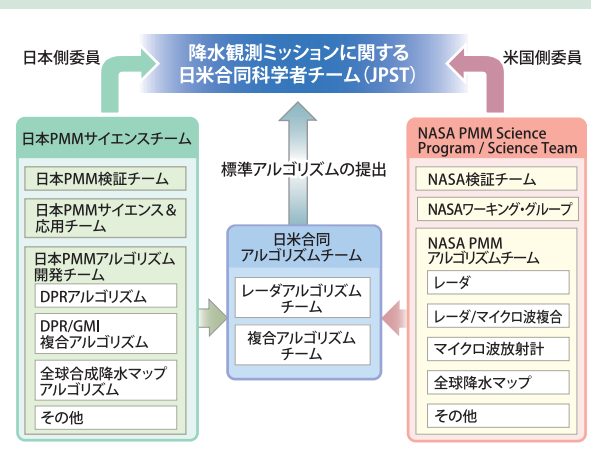 日本側委員
降水観測ミッションに関する
日米合同科学者チーム（JPST）
米国側委員
日本PMMサイエンスチーム
日本PMM検証チーム
日本PMMサイエンス＆
応用チーム
日本PMMアルゴリズム
開発チーム
DPRアルゴリズム
DPR/GMI
複合アルゴリズム
全球合成降水マップ
アルゴリズム
その他
標準アルゴリズムの提出
日米合同
アルゴリズムチーム
レーダアルゴリズム
チーム
複合アルゴリズム
チーム
NASA PMM Science
Program / Science Team
NASA検証チーム
NASAワーキング・グループ
NASA PMM
アルゴリズムチーム
レーダ
レーダ/マイクロ波複合
マイクロ波放射計
全球降水マップ
その他